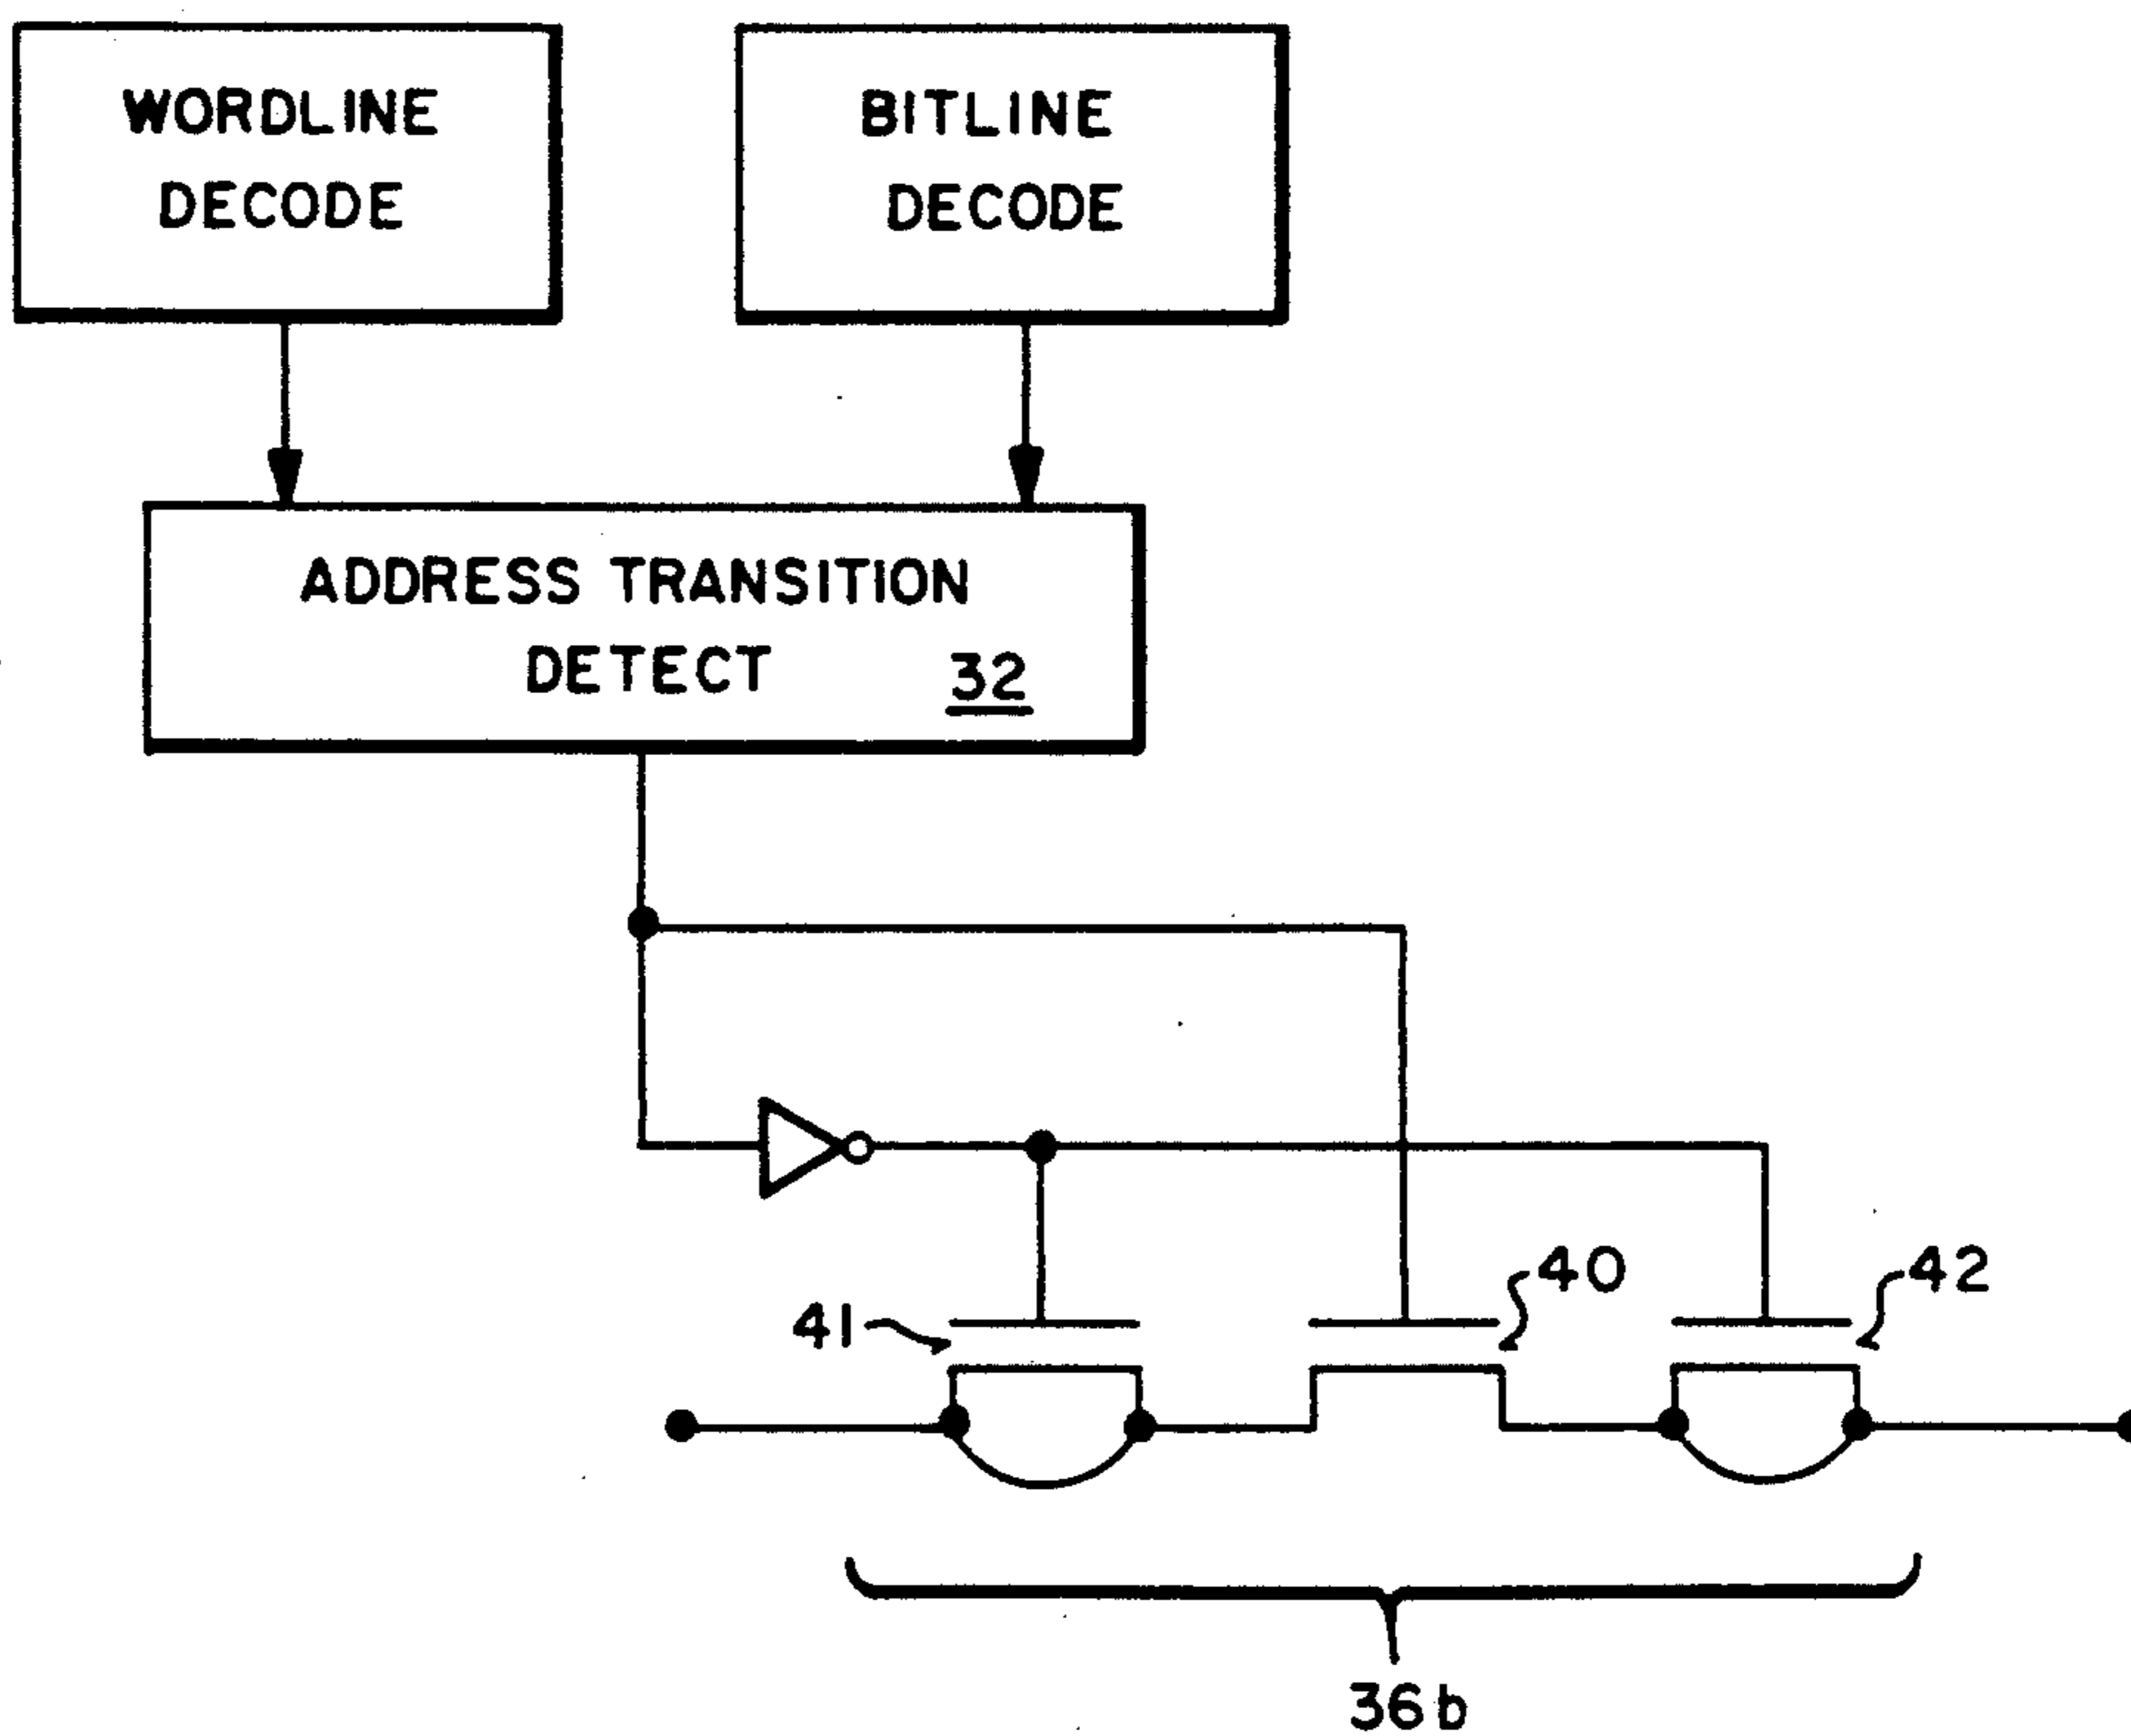 WORDLINE
DECODE
BITLINE
DECODE
ADDRESS TRANSITION
DETECT 32
40
42
41
36b